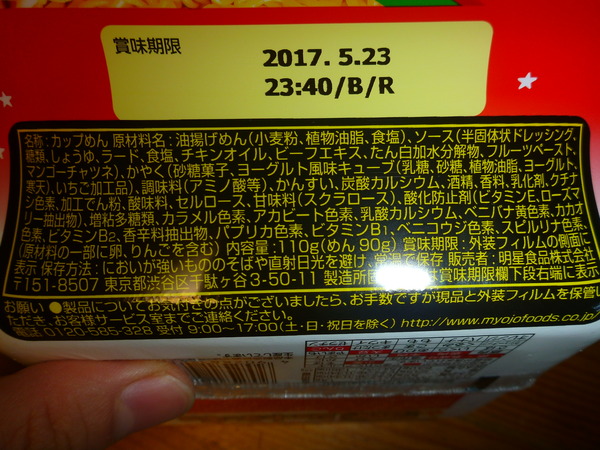 賞味期限
2017. 5.23
23:40/B/R
名称:カップめん 原材料名:油揚げめん(小麦粉、植物油脂、食塩)、ソース(半固体状ドレッシング、
糖類、しょうゆ、ラード、食塩、チキンオイル、ビーフエキス、たん白加水分解物、フルーツペースト、
マンゴーチャツネ)、かやく(砂糖菓子、ヨーグルト風味キューブ(乳糖、砂糖、植物油脂、ヨーグルト、
寒天)、いちご加工品)、調味料(アミノ酸等)、かんすい、炭酸カルシウム、酒精、香料、乳化剤、クチナ
シ色素、加工でん粉、酸味料、セルロース、甘味料(スクラロース)、酸化防止剤(ビタミンE、ローズマ
リー抽出物)、増粘多糖類、カラメル色素、アカビート色素、乳酸カルシウム、ベニバナ黄色素、カカオ
色素、ビタミンB₂、香辛料抽出物、パプリカ色素、ビタミンB₁、ベニコウジ色素、スピルリナ色素、
(原材料の一部に卵、りんごを含む) 内容量:110g(めん 90g) 賞味期限:外装フィルムの側面に
表示 保存方法:においが強いもののそばや直射日光を避け、常温で保存 販売者:明星食品株式会社
〒151-8507 東京都渋谷区千駄ヶ谷3-50-11 製造所 賞味期限欄下段右端に表示
お願い ●製品についてお気付きの点がございましたら、お手数ですが現品と外装フィルムを保管い
ただき、お客様サービス室までご連絡ください。
0120-585-328 受付 9:00〜17:00(土・日・祝日を除く) http://www.myojofoods.co.jp/